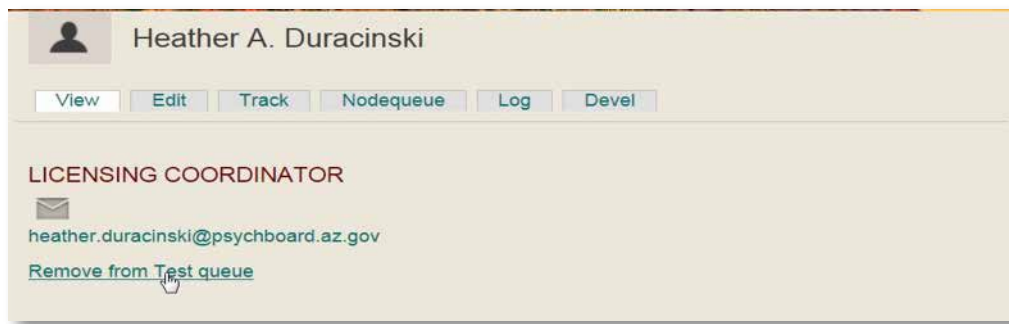 Heather A. Duracinski
View Edit Track Nodequeue Log Devel
LICENSING COORDINATOR
heather.duracinski@psychboard.az.gov
Remove from Test queue